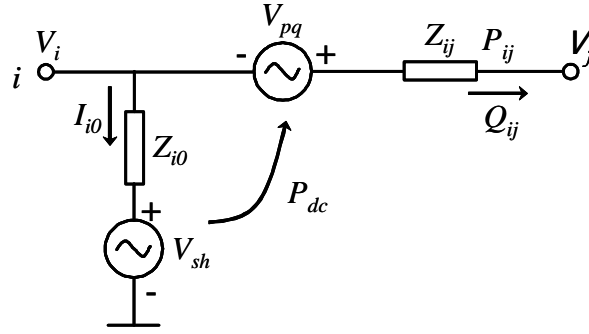 V_i
V_pq
Z_ij
P_ij
V_j
i
-
+
I_i0
Z_i0
Q_ij
P_dc
+
V_sh
-